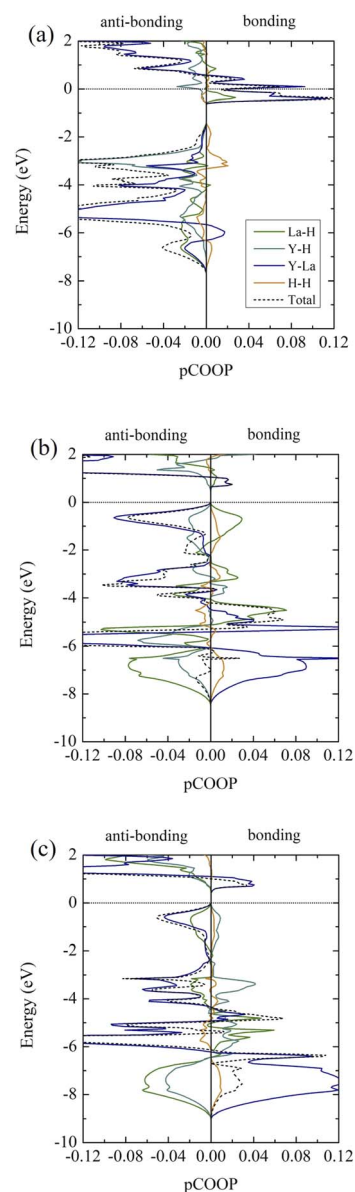 (a)
anti-bonding bonding
2
0
-2
-4
-6
-8
-10
Energy (eV)
La-H
Y-H
Y-La
H-H
Total
-0.12 -0.08 -0.04 0.00 0.04 0.08 0.12
pCOOP
(b)
anti-bonding bonding
2
0
-2
-4
-6
-8
-10
Energy (eV)
-0.12 -0.08 -0.04 0.00 0.04 0.08 0.12
pCOOP
(c)
anti-bonding bonding
2
0
-2
-4
-6
-8
-10
Energy (eV)
-0.12 -0.08 -0.04 0.00 0.04 0.08 0.12
pCOOP